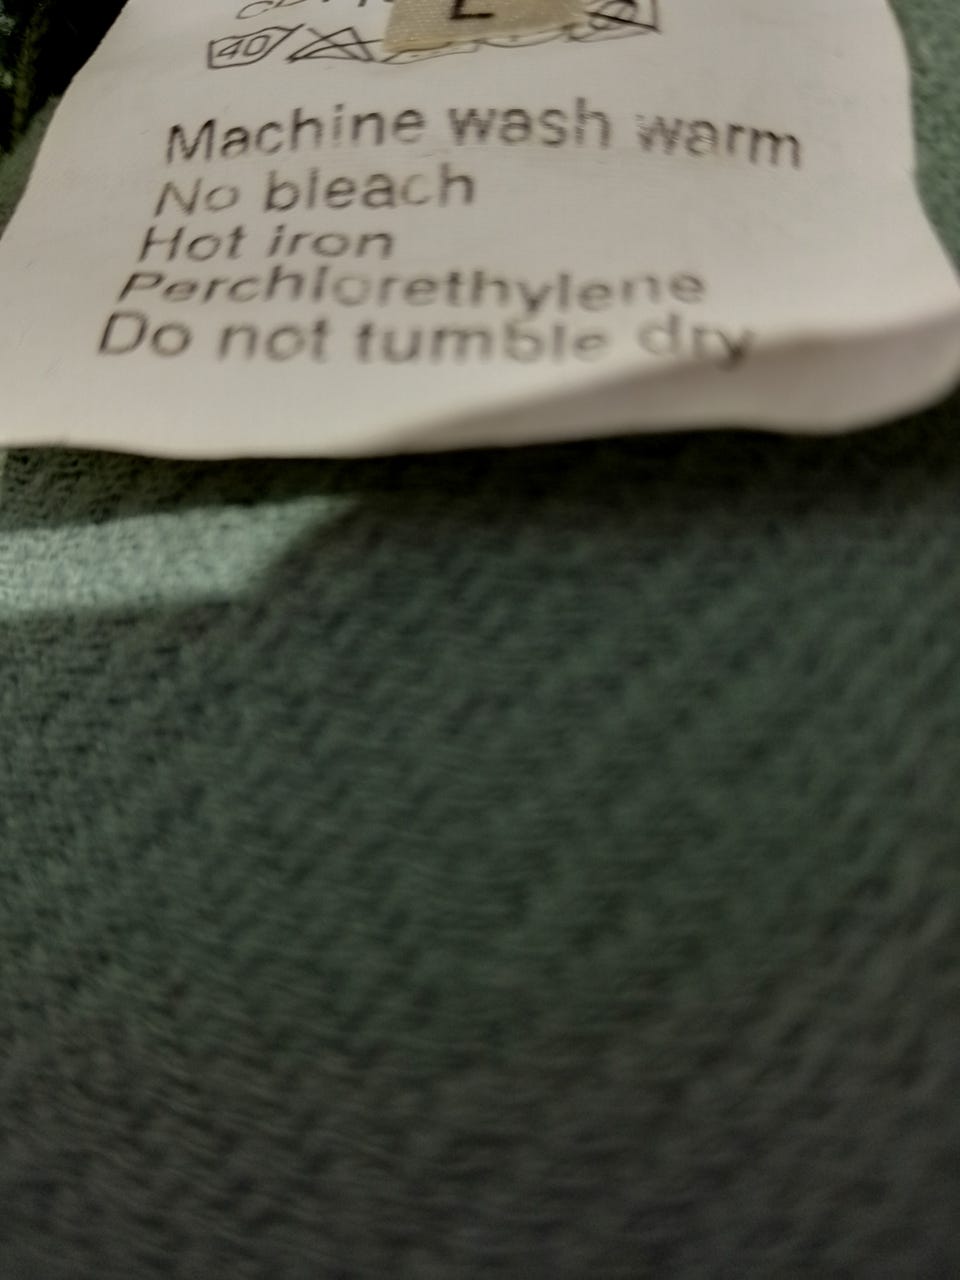 L
40
Machine wash warm
No bleach
Hot iron
Perchlorethylene
Do not tumble dry